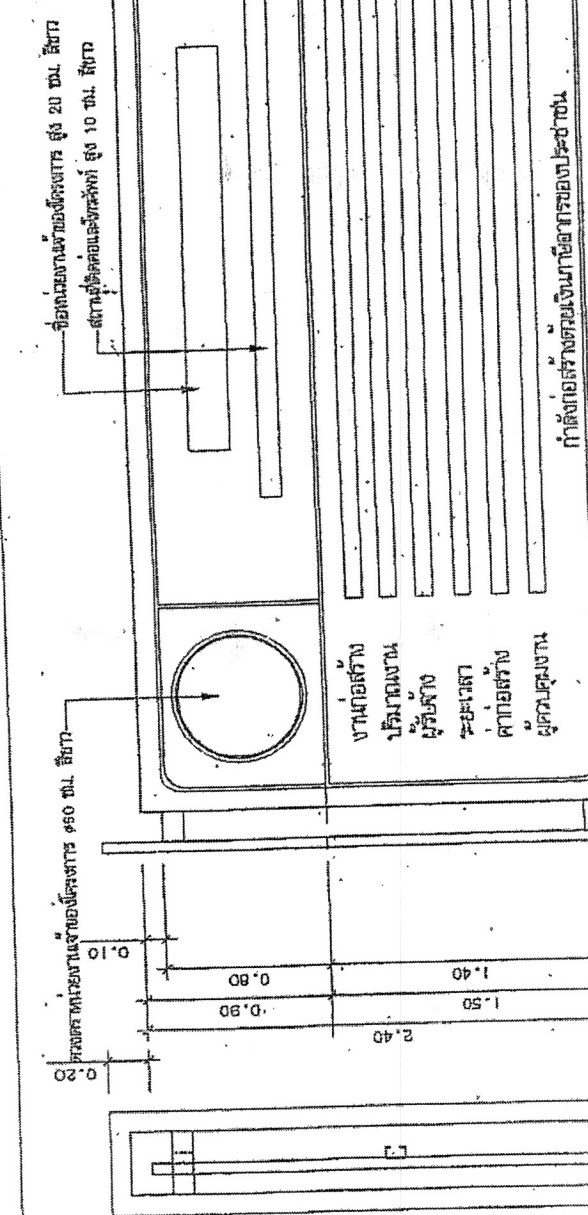 ชื่อหน่วยงานเจ้าของโครงการ สูง 20 ซม. สีขาว
สถานที่ติดต่อและโทรศัพท์ สูง 10 ซม. สีขาว
ดวงตราหน่วยงานเจ้าของโครงการ ø60 ซม. สีขาว
งานก่อสร้าง
ปริมาณงาน
ผู้รับจ้าง
ระยะเวลา
ค่าก่อสร้าง
ผู้ควบคุมงาน
กำลังก่อสร้างด้วยเงินภาษีอากรของประชาชน
0.20
0.10
0.80
0.90
1.40
1.50
2.40